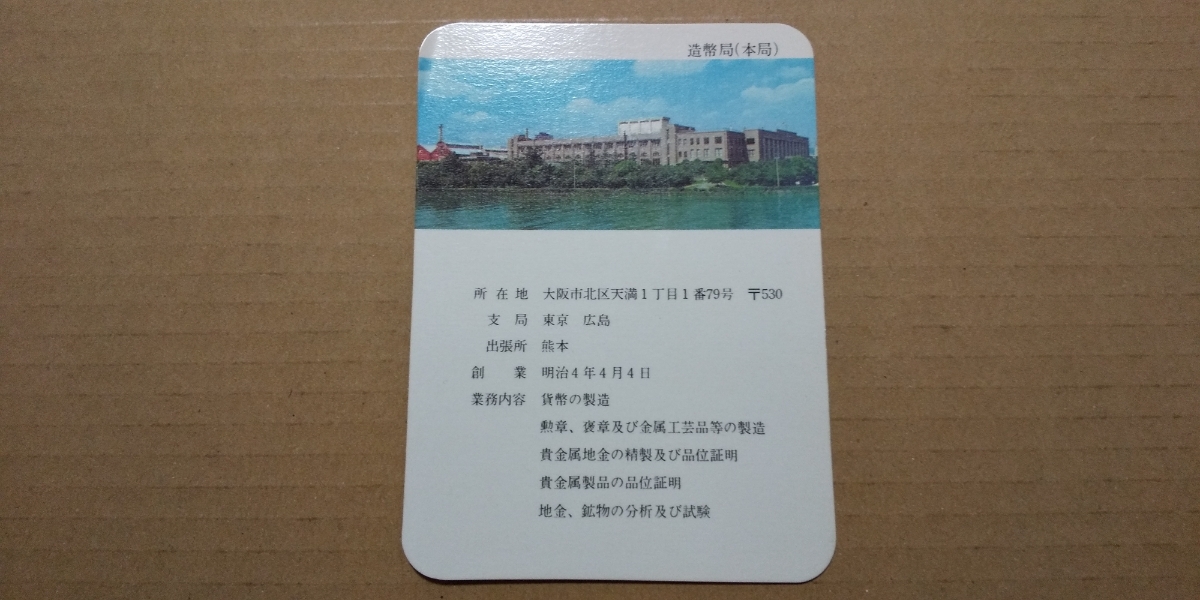 造幣局(本局)
所在地 大阪市北区天満1丁目1番79号 〒530
支局 東京 広島
出張所 熊本
創業 明治4年4月4日
業務内容 貨幣の製造
勲章、褒章及び金属工芸品等の製造
貴金属地金の精製及び品位証明
貴金属製品の品位証明
地金、鉱物の分析及び試験